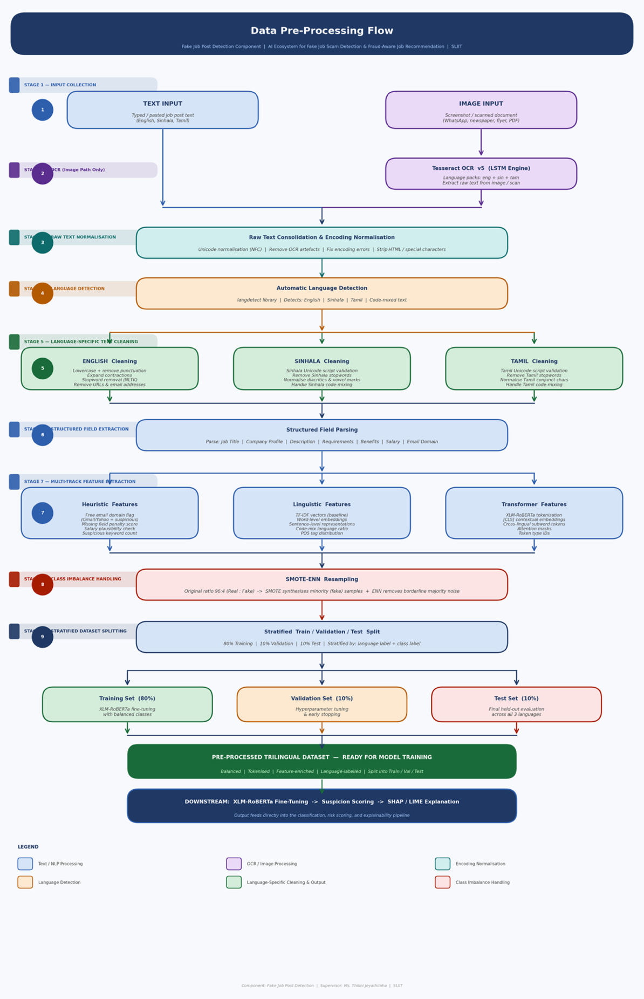 Data Pre-Processing Flow
Fake Job Post Detection Component | AI Ecosystem for Fake Job Scam Detection & Fraud-Aware Job Recommendation | SLIIT
STAGE 1 — INPUT COLLECTION
1
TEXT INPUT
Typed / pasted job post text
(English, Sinhala, Tamil)
IMAGE INPUT
Screenshot / scanned document
(WhatsApp, newspaper, flyer, PDF)
OCR (Image Path Only)
2
Tesseract OCR v5 (LSTM Engine)
Language packs: eng + sin + tam
Extract raw text from image / scan
RAW TEXT NORMALISATION
3
Raw Text Consolidation & Encoding Normalisation
Unicode normalisation (NFC) | Remove OCR artefacts | Fix encoding errors | Strip HTML / special characters
LANGUAGE DETECTION
4
Automatic Language Detection
langdetect library | Detects: English | Sinhala | Tamil | Code-mixed text
STAGE 5 — LANGUAGE-SPECIFIC TEXT CLEANING
5
ENGLISH Cleaning
Lowercase + remove punctuation
Expand contractions
Stopword removal (NLTK)
Remove URLs & email addresses
SINHALA Cleaning
Sinhala Unicode script validation
Remove Sinhala stopwords
Normalise diacritics & vowel marks
Handle Sinhala code-mixing
TAMIL Cleaning
Tamil Unicode script validation
Remove Tamil stopwords
Normalise Tamil conjunct chars
Handle Tamil code-mixing
STRUCTURED FIELD EXTRACTION
6
Structured Field Parsing
Parse: Job Title | Company Profile | Description | Requirements | Benefits | Salary | Email Domain
STAGE 7 — MULTI-TRACK FEATURE EXTRACTION
7
Heuristic Features
Free email domain flag
(Gmail/Yahoo = suspicious)
Missing field penalty score
Salary plausibility check
Suspicious keyword count
Linguistic Features
TF-IDF vectors (baseline)
Word-level embeddings
Sentence-level representations
Code-mix language ratio
POS tag distribution
Transformer Features
XLM-RoBERTa tokenisation
[CLS] contextual embeddings
Cross-lingual subword tokens
Attention masks
Token type IDs
CLASS IMBALANCE HANDLING
8
SMOTE-ENN Resampling
Original ratio 96:4 (Real : Fake) -> SMOTE synthesises minority (fake) samples + ENN removes borderline majority noise
STRATIFIED DATASET SPLITTING
9
Stratified Train / Validation / Test Split
80% Training | 10% Validation | 10% Test | Stratified by: language label + class label
Training Set (80%)
XLM-RoBERTa fine-tuning
with balanced classes
Validation Set (10%)
Hyperparameter tuning
& early stopping
Test Set (10%)
Final held-out evaluation
across all 3 languages
PRE-PROCESSED TRILINGUAL DATASET — READY FOR MODEL TRAINING
Balanced | Tokenised | Feature-enriched | Language-labelled | Split into Train / Val / Test
DOWNSTREAM: XLM-RoBERTa Fine-Tuning -> Suspicion Scoring -> SHAP / LIME Explanation
Output feeds directly into the classification, risk scoring, and explainability pipeline
LEGEND
Text / NLP Processing
OCR / Image Processing
Encoding Normalisation
Language Detection
Language-Specific Cleaning & Output
Class Imbalance Handling
Component: Fake Job Post Detection | Supervisor: Ms. Thilini Jeyathilaha | SLIIT